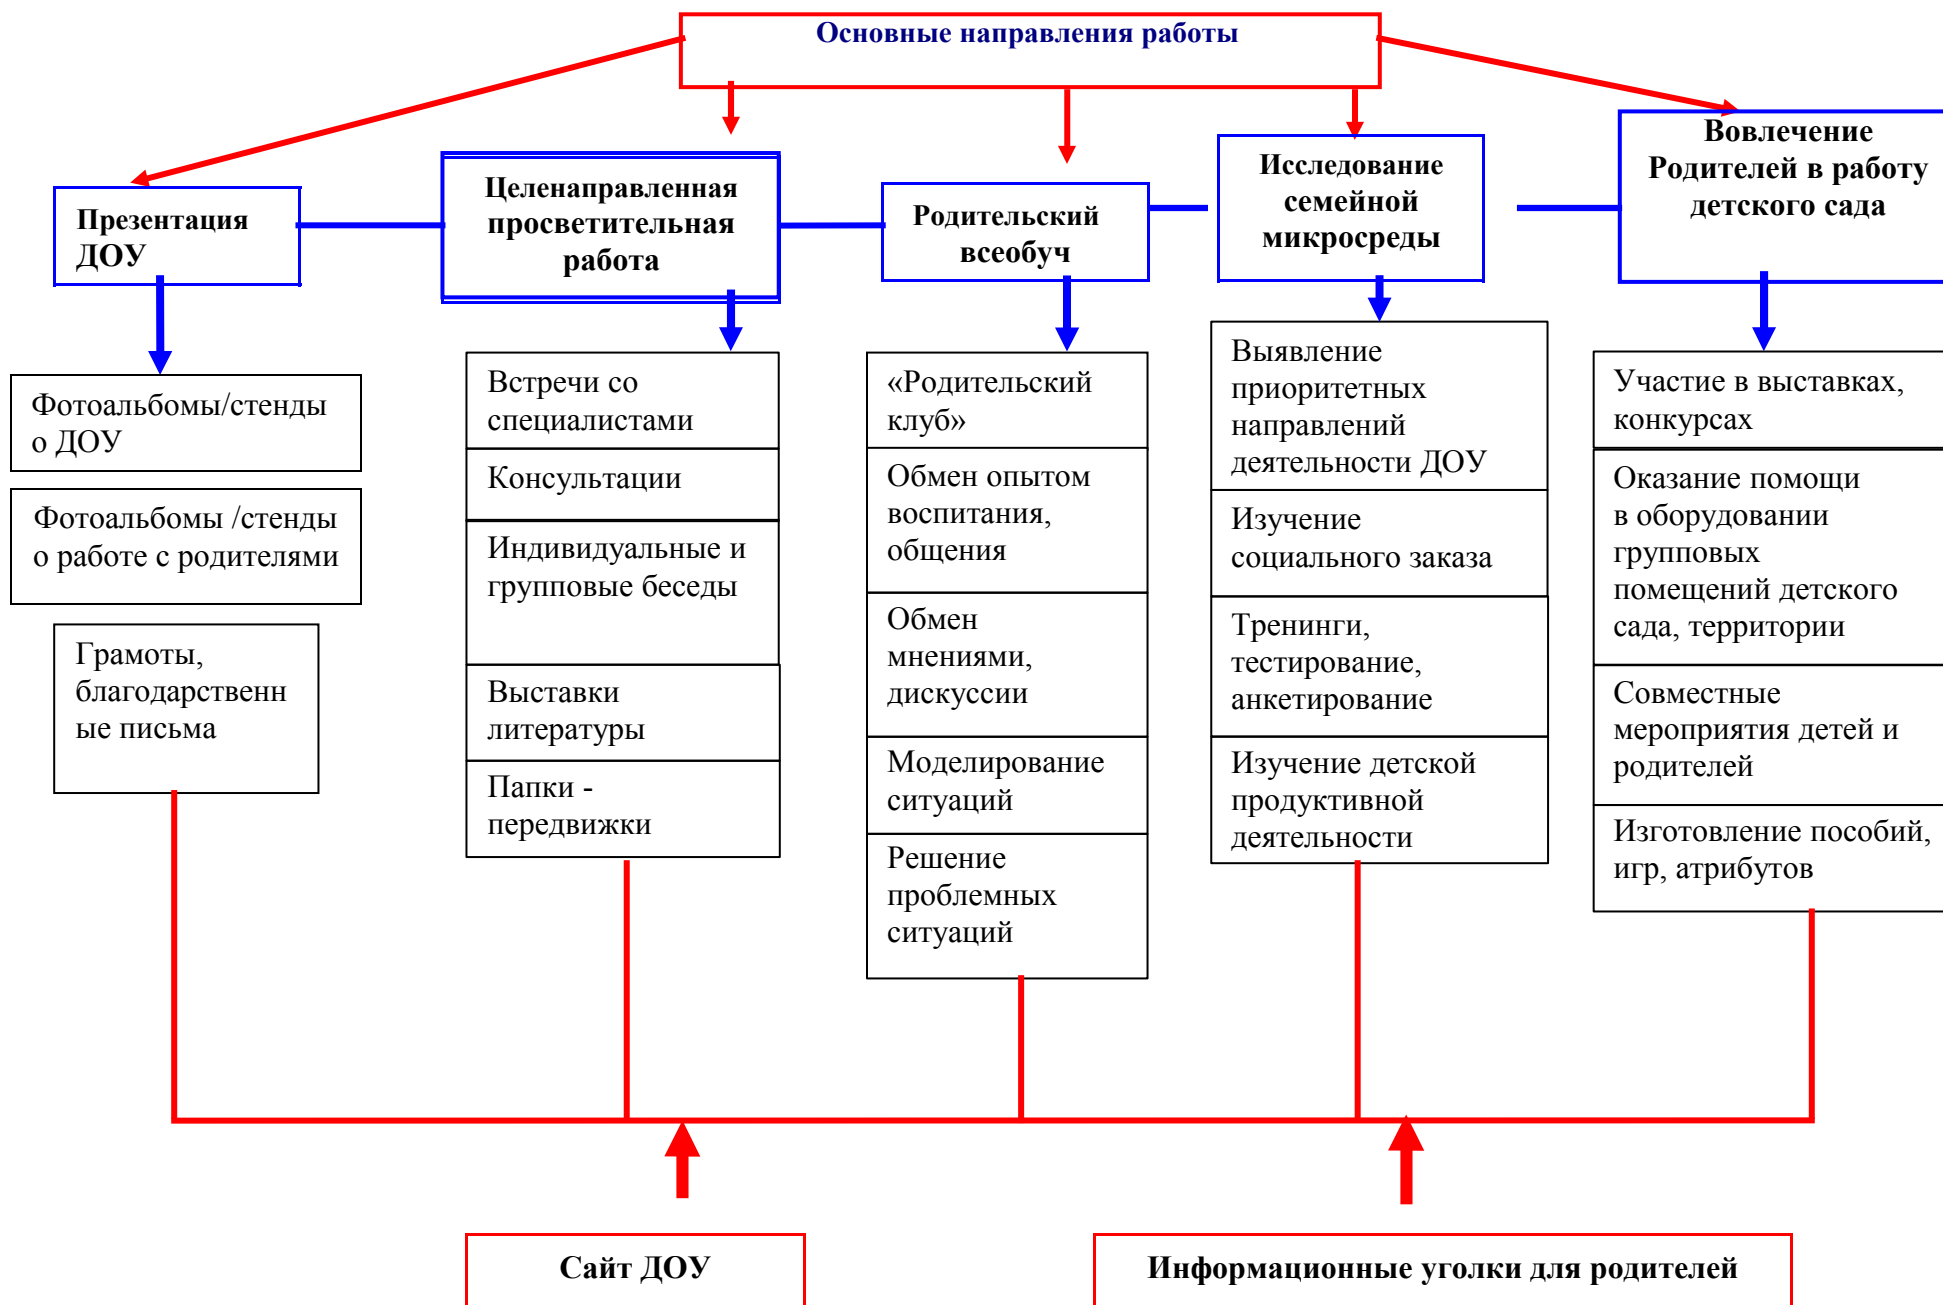 Основные направления работы
Презентация
ДОУ
Целенаправленная
просветительная
работа
Родительский
всеобуч
Исследование
семейной
микросреды
Вовлечение
Родителей в работу
детского сада
Фотоальбомы/стенды
о ДОУ
Фотоальбомы /стенды
о работе с родителями
Грамоты,
благодарственн
ые письма
Встречи со
специалистами
Консультации
Индивидуальные и
групповые беседы
Выставки
литературы
Папки -
передвижки
«Родительский
клуб»
Обмен опытом
воспитания,
общения
Обмен
мнениями,
дискуссии
Моделирование
ситуаций
Решение
проблемных
ситуаций
Выявление
приоритетных
направлений
деятельности ДОУ
Изучение
социального заказа
Тренинги,
тестирование,
анкетирование
Изучение детской
продуктивной
деятельности
Участие в выставках,
конкурсах
Оказание помощи
в оборудовании
групповых
помещений детского
сада, территории
Совместные
мероприятия детей и
родителей
Изготовление пособий,
игр, атрибутов
Сайт ДОУ
Информационные уголки для родителей